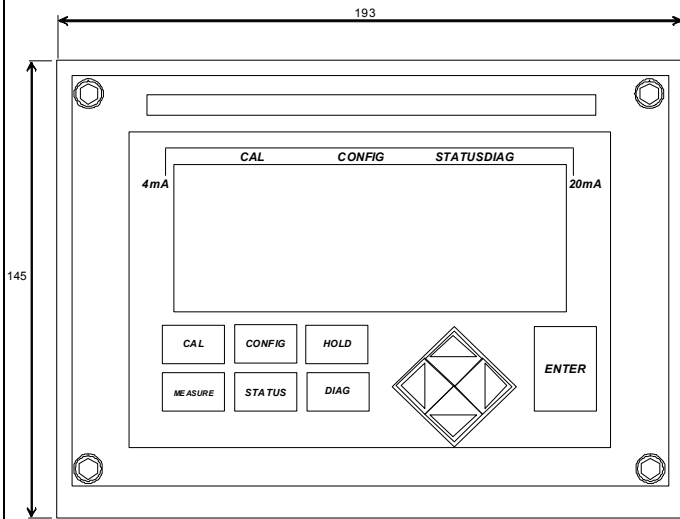 193
CAL CONFIG STATUSDIAG
4mA 20mA
145
CAL CONFIG HOLD
ENTER
MEASURE STATUS DIAG